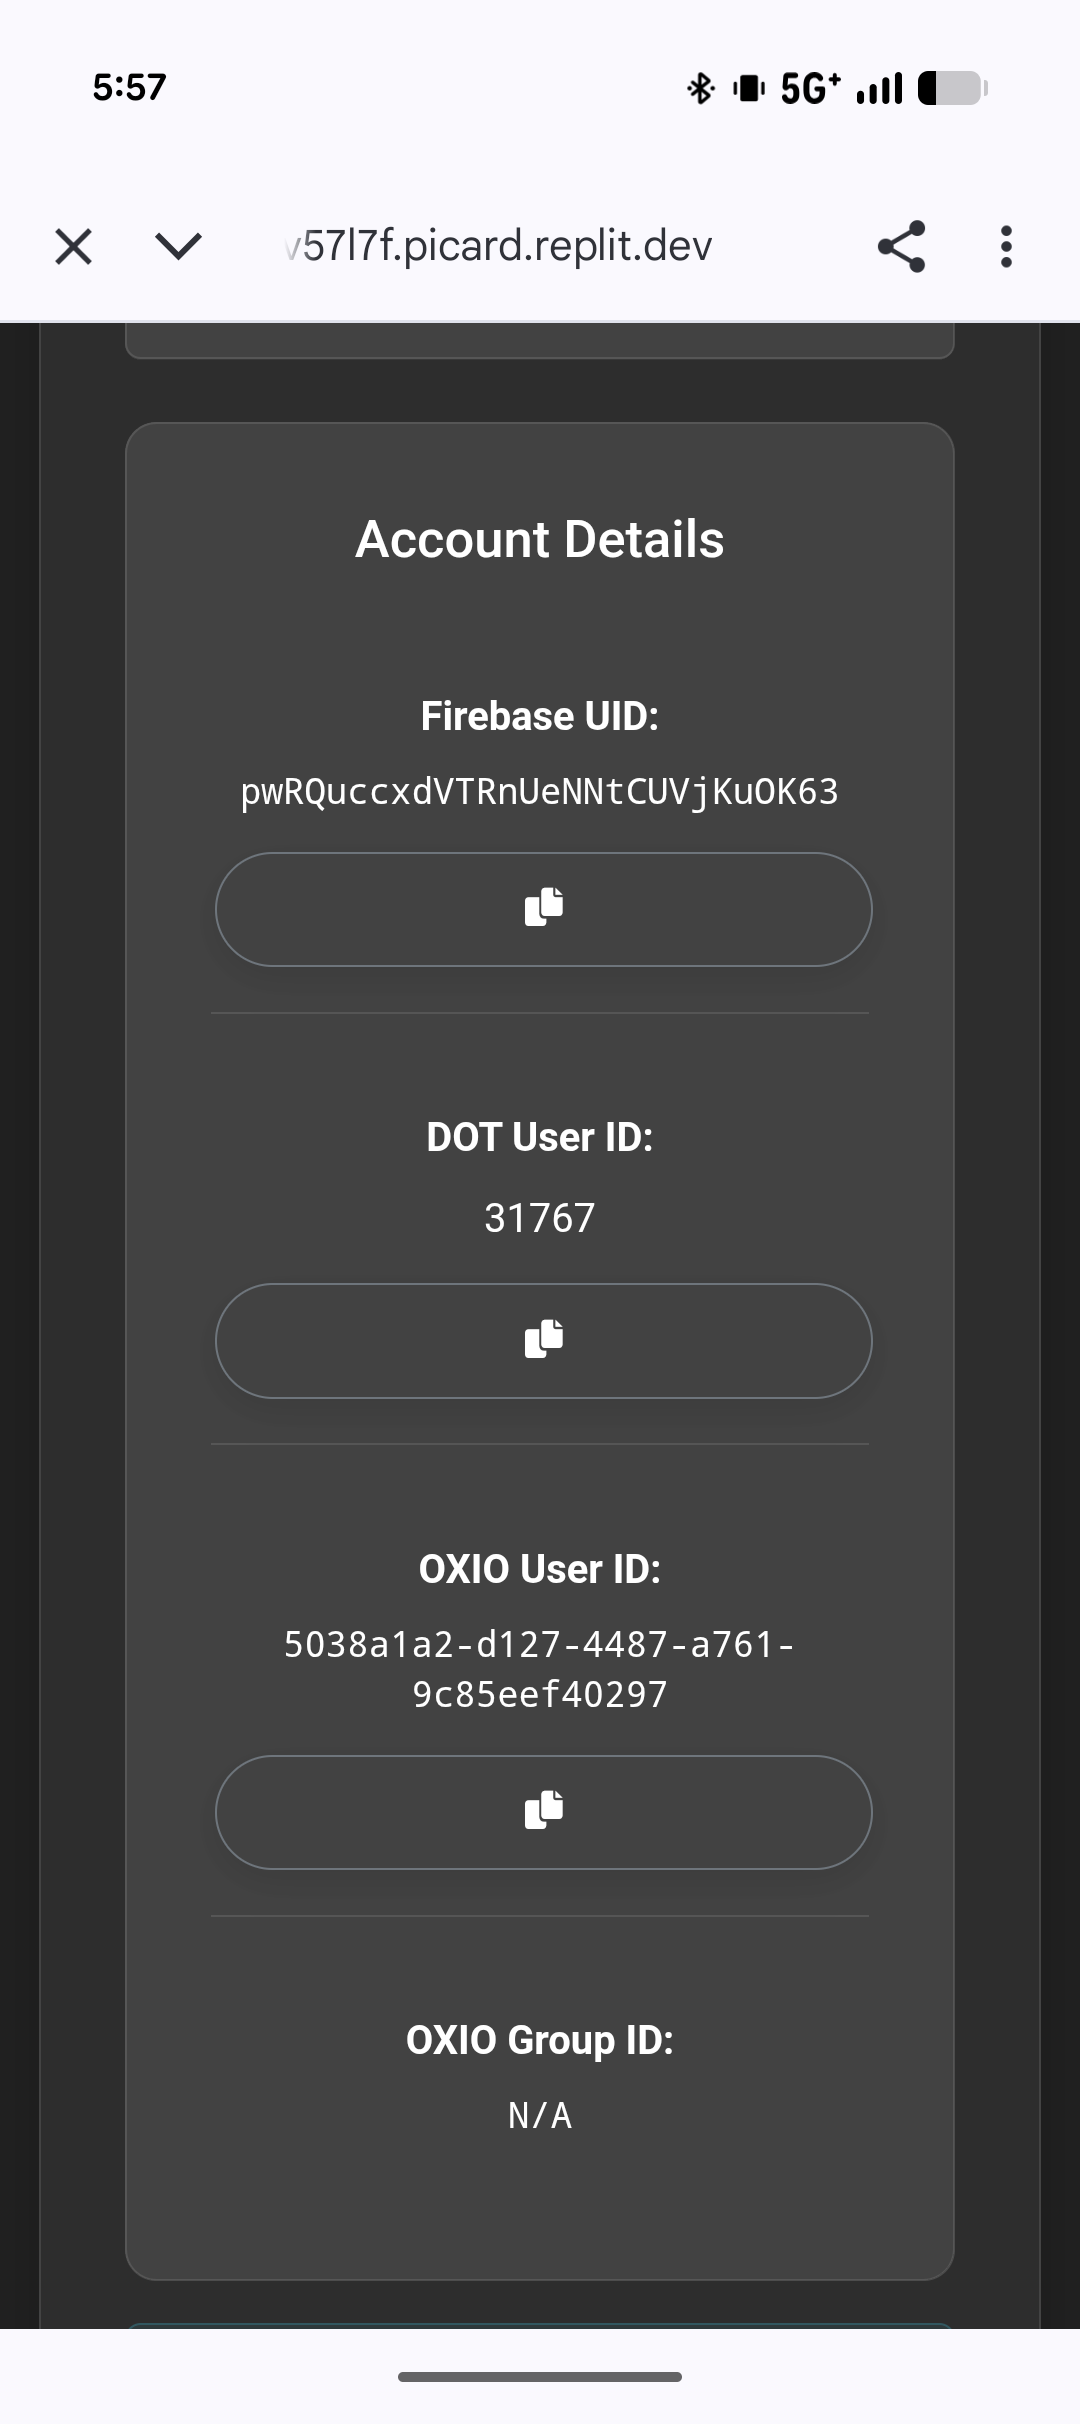 5:57
5G+
v57l7f.picard.replit.dev
Account Details
Firebase UID:
pwRQuccxdVTRnUeNNtCUVjKuOK63
DOT User ID:
31767
OXIO User ID:
5038a1a2-d127-4487-a761-
9c85eef40297
OXIO Group ID:
N/A